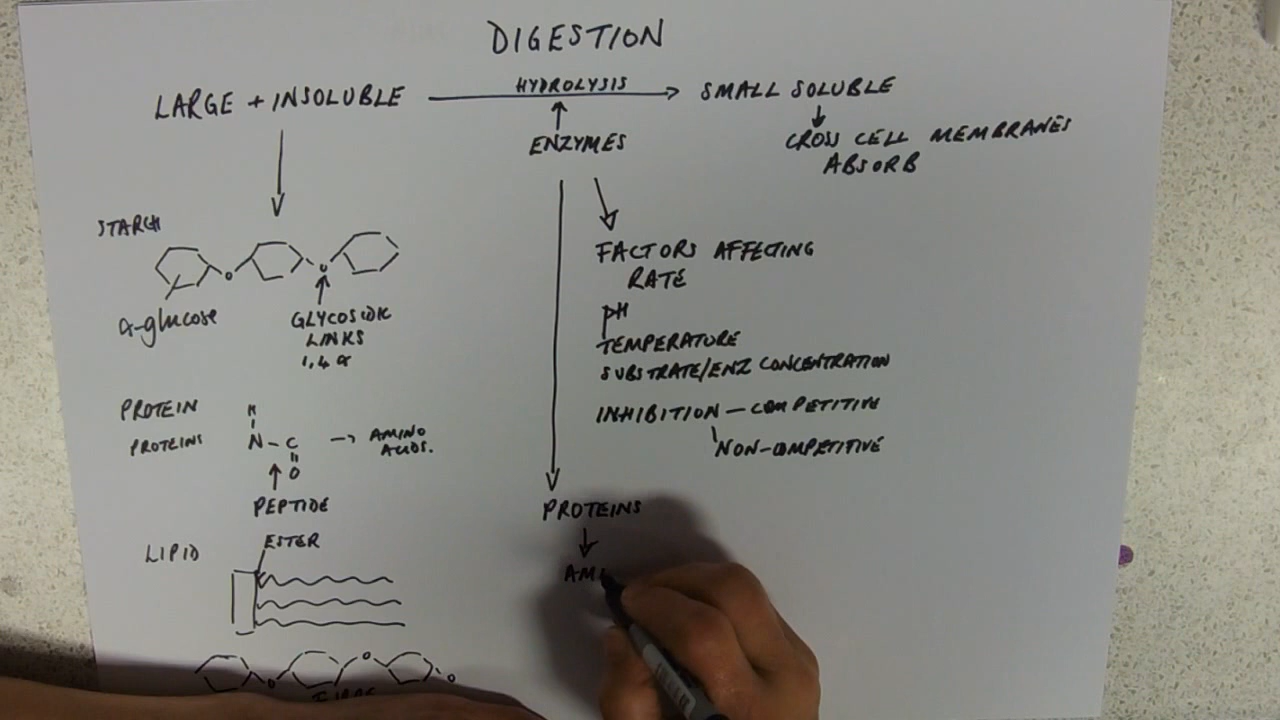 DIGESTION
LARGE + INSOLUBLE
HYDROLYSIS
SMALL SOLUBLE
ENZYMES
CROSS CELL MEMBRANES
ABSORB
STARCH
α-glucose
GLYCOSIDIC
LINKS
1,4 α
FACTORS AFFECTING
RATE
pH
TEMPERATURE
SUBSTRATE/ENZ CONCENTRATION
INHIBITION – COMPETITIVE
NON-COMPETITIVE
PROTEIN
PROTEINS
H
N - C
O
AMINO
ACIDS.
PEPTIDE
LIPID
ESTER
PROTEINS
AMI